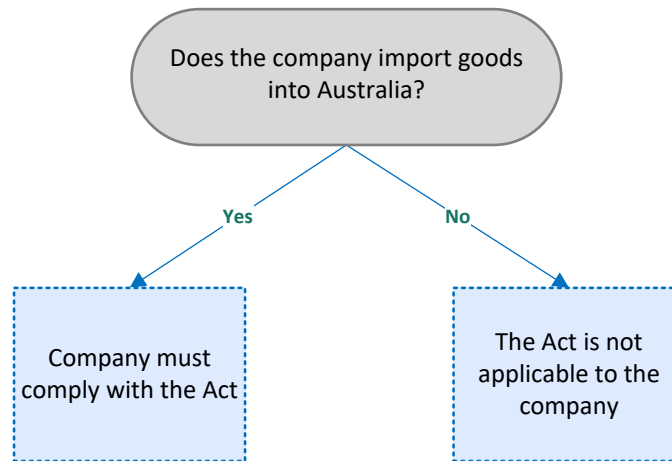 Does the company import goods
into Australia?
Yes
No
Company must
comply with the Act
The Act is not
applicable to the
company